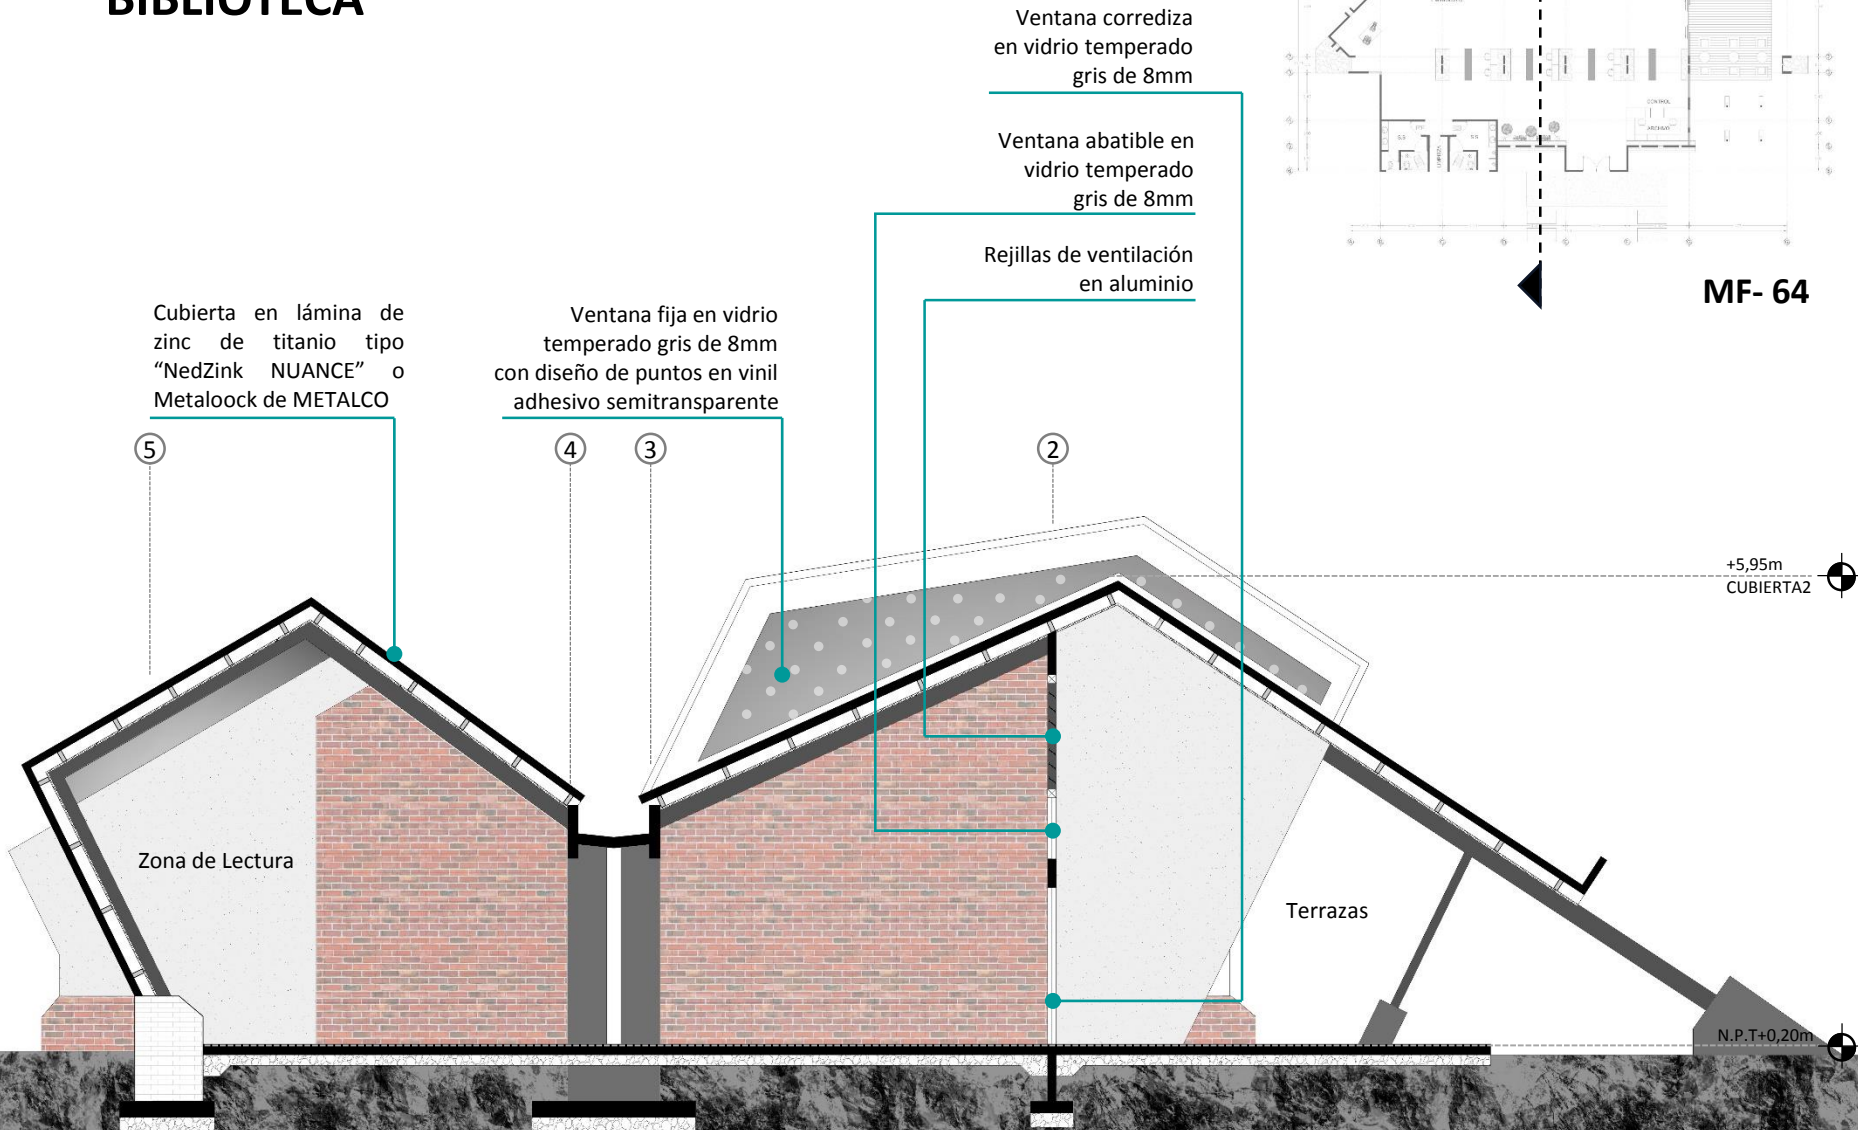 BIBLIOTECA
Ventana corrediza
en vidrio temperado
gris de 8mm
Ventana abatible en
vidrio temperado
gris de 8mm
Rejillas de ventilación
en aluminio
CONTROL
ARCHIVO
MF- 64
Cubierta en lámina de
zinc de titanio tipo
“NedZink NUANCE” o
Metaloock de METALCO
Ventana fija en vidrio
temperado gris de 8mm
con diseño de puntos en vinil
adhesivo semitransparente
5
4
3
2
+5,95m
CUBIERTA2
Zona de Lectura
Terrazas
N.P.T+0,20m